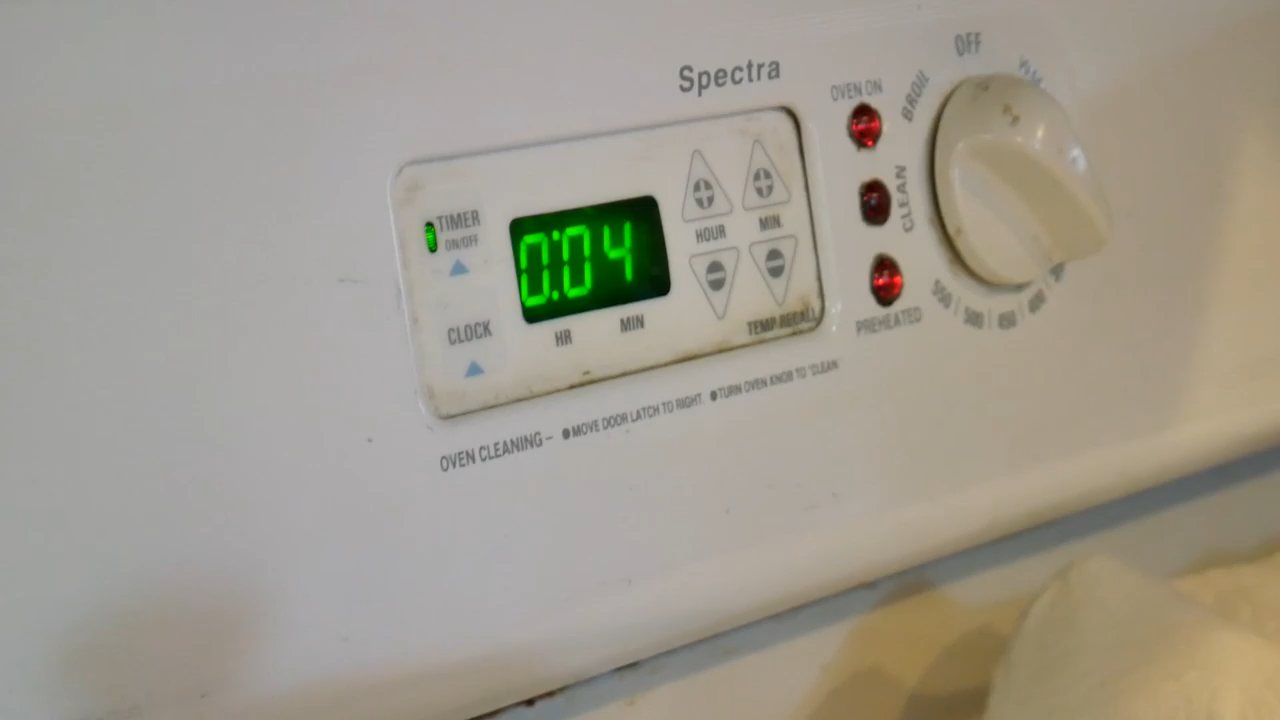 Spectra
OFF
BROIL
OVEN ON
CLEAN
PREHEATED
TIMER
ON/OFF
0:04
HOUR
MIN.
CLOCK
HR
MIN
TEMP RECALL
550 | 500 | 450 | 400
OVEN CLEANING – ●MOVE DOOR LATCH TO RIGHT. ●TURN OVEN KNOB TO "CLEAN